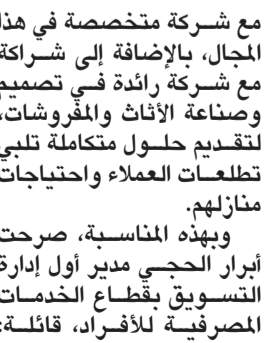 مع شركة متخصصة في هذا
المجال، بالإضافة إلى شراكة
مع شركة رائدة في تصميم
وصناعة الأثاث والمفروشات،
لتقديم حلول متكاملة تلبي
تطلعات العملاء واحتياجات
منازلهم.
وبهذه المناسبة، صرحت
أبرار الحجي مدير أول إدارة
التسويق بقطاع الخدمات
المصرفية للأفراد، قائلة: